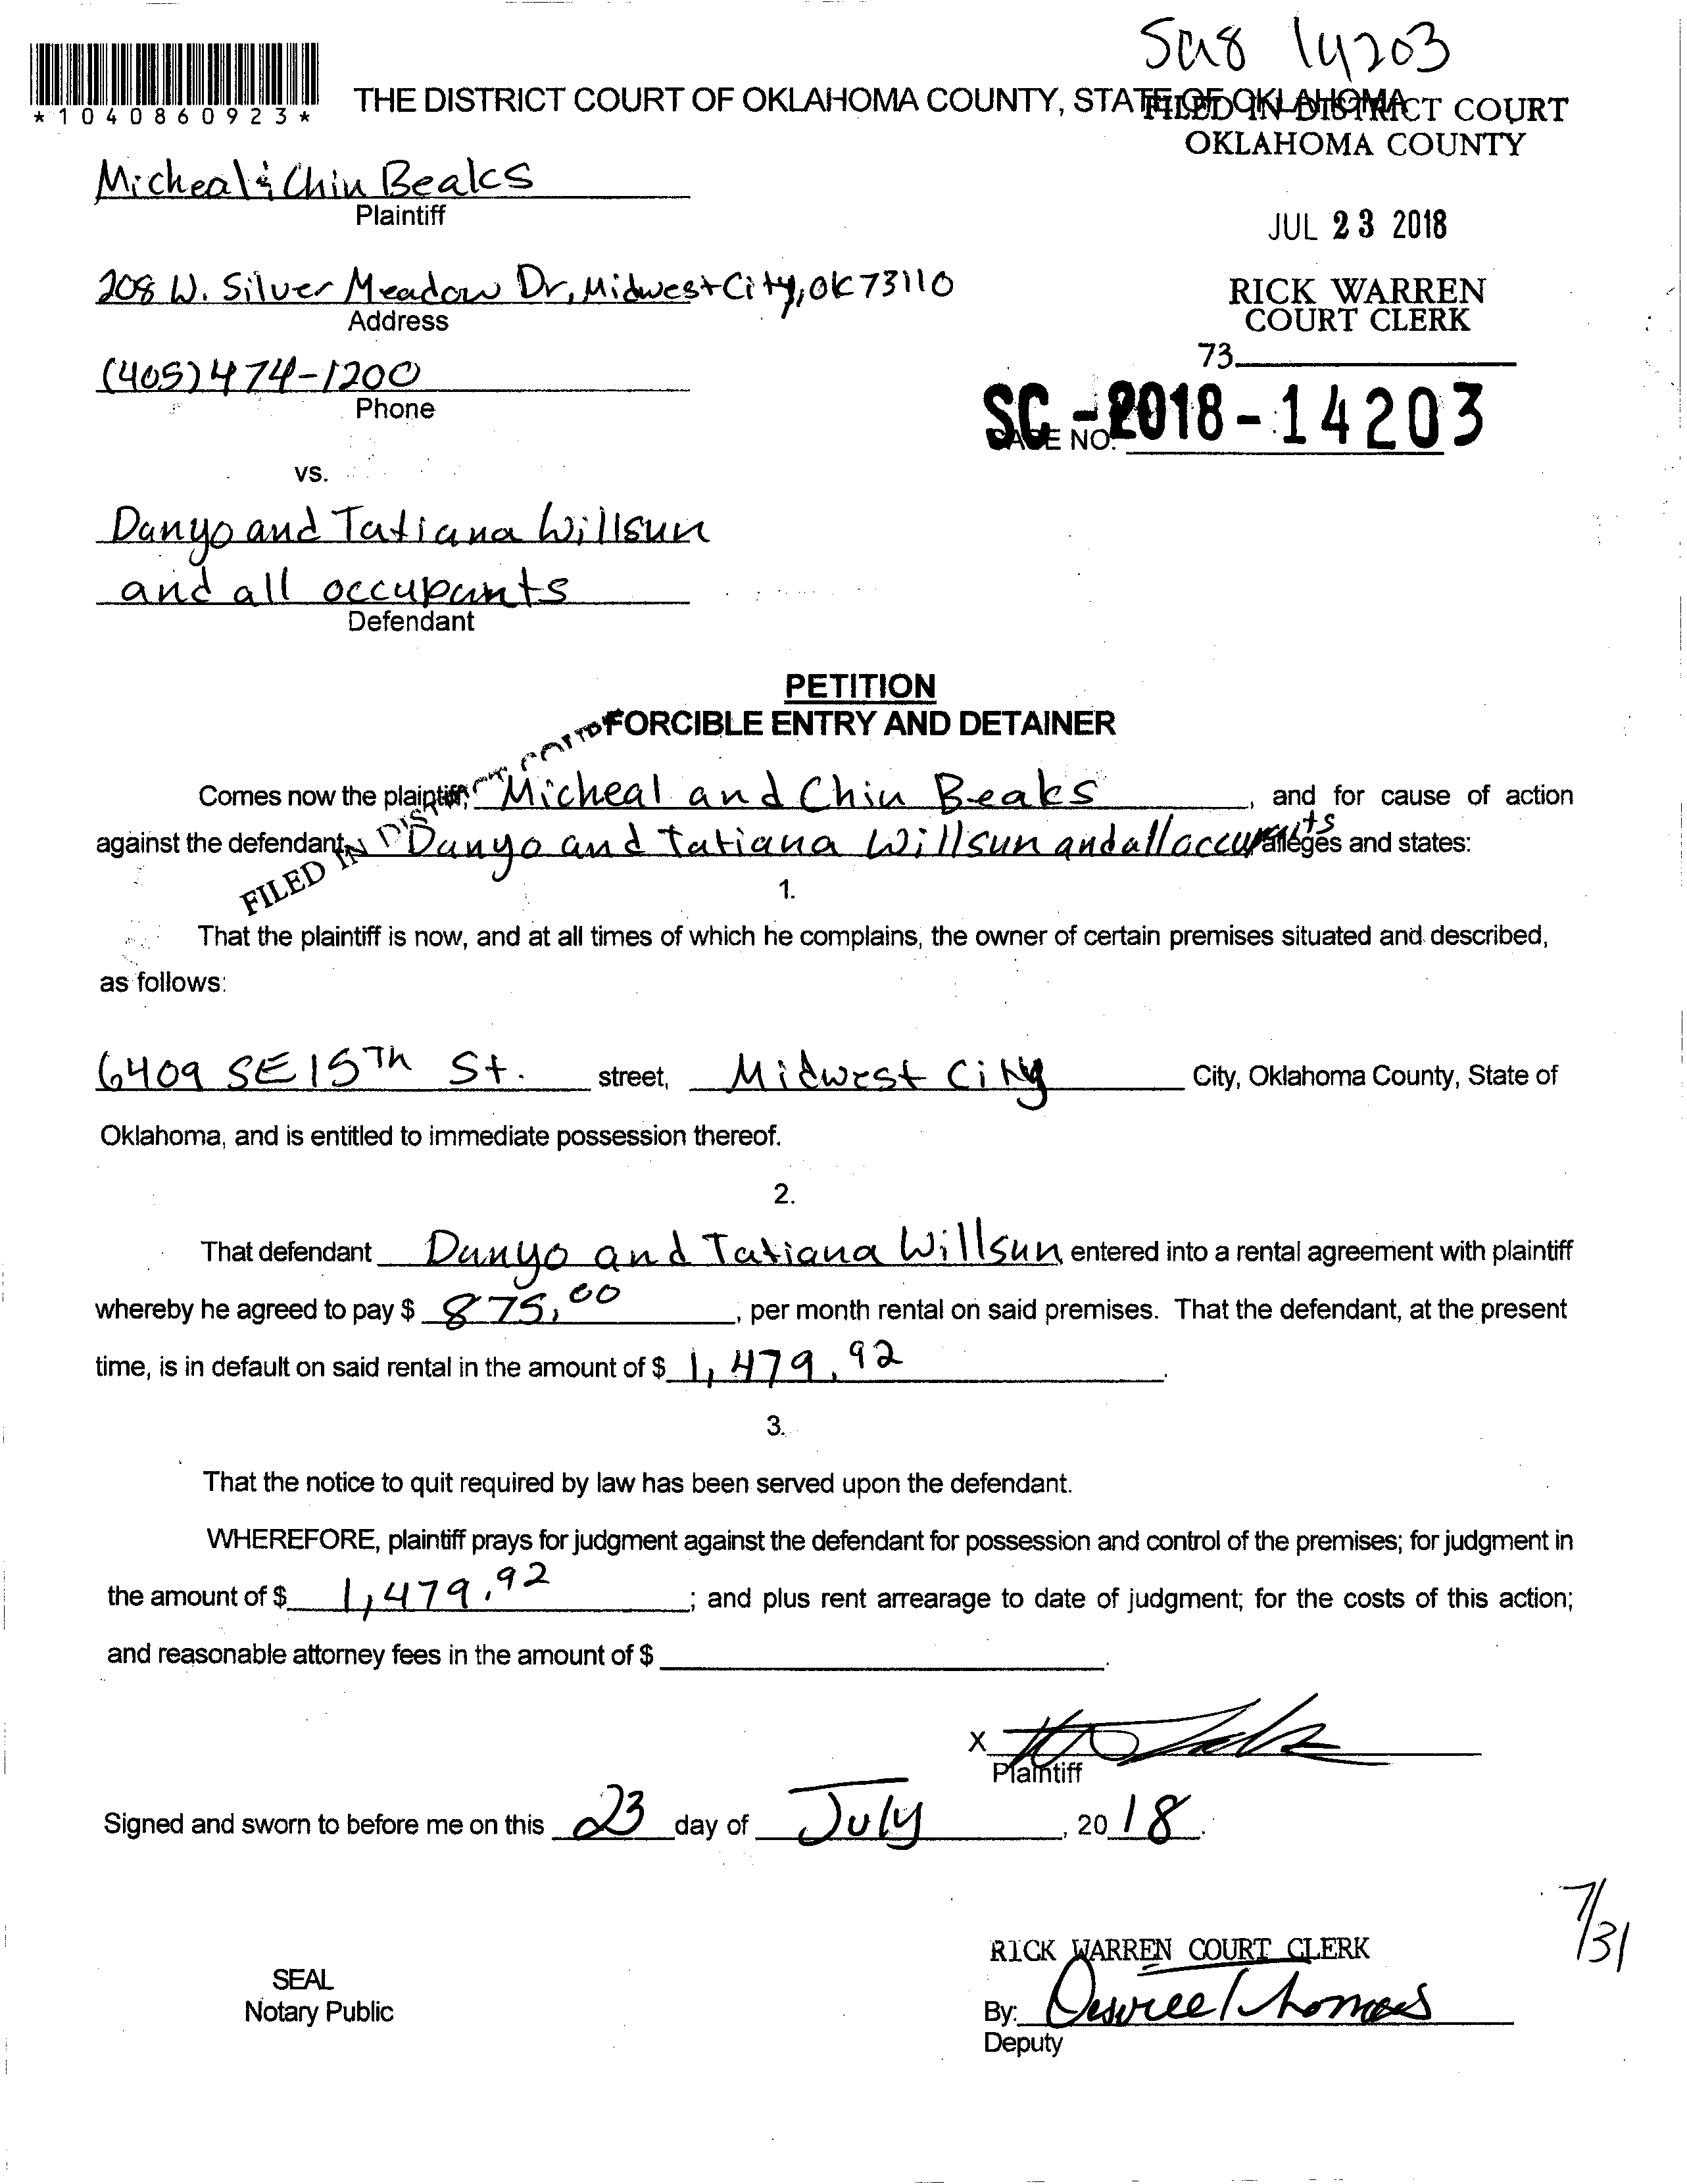 SC18 14203
*1040860923*
THE DISTRICT COURT OF OKLAHOMA COUNTY, STATE OF OKLAHOMA
FILED IN DISTRICT COURT
OKLAHOMA COUNTY
Micheal & Chin Beaks
Plaintiff
JUL 23 2018
208 W. Silver Meadow Dr, Midwest City, OK 73110
Address
RICK WARREN
COURT CLERK
(405) 474-1200
Phone
73
SC-2018-14203
CASE NO.
vs.
Danyo and Tatiana Willsun
and all occupants
Defendant
PETITION
FORCIBLE ENTRY AND DETAINER
Comes now the plaintiff, Micheal and Chin Beaks, and for cause of action
against the defendant, Danyo and Tatiana Willsun and all accupants alleges and states:
FILED IN DISTRICT COURT
1.
That the plaintiff is now, and at all times of which he complains, the owner of certain premises situated and described,
as follows:
6409 SE 15Th St. street, Midwest City City, Oklahoma County, State of
Oklahoma, and is entitled to immediate possession thereof.
2.
That defendant Danyo and Tatiana Willsun entered into a rental agreement with plaintiff
whereby he agreed to pay $ 875.00, per month rental on said premises. That the defendant, at the present
time, is in default on said rental in the amount of $ 1,479.92.
3.
That the notice to quit required by law has been served upon the defendant.
WHEREFORE, plaintiff prays for judgment against the defendant for possession and control of the premises; for judgment in
the amount of $ 1,479.92; and plus rent arrearage to date of judgment; for the costs of this action;
and reasonable attorney fees in the amount of $ .
X
Plaintiff
Signed and sworn to before me on this 23 day of July, 2018.
7/31
RICK WARREN COURT CLERK
SEAL
Notary Public
By: Desiree Thomas
Deputy